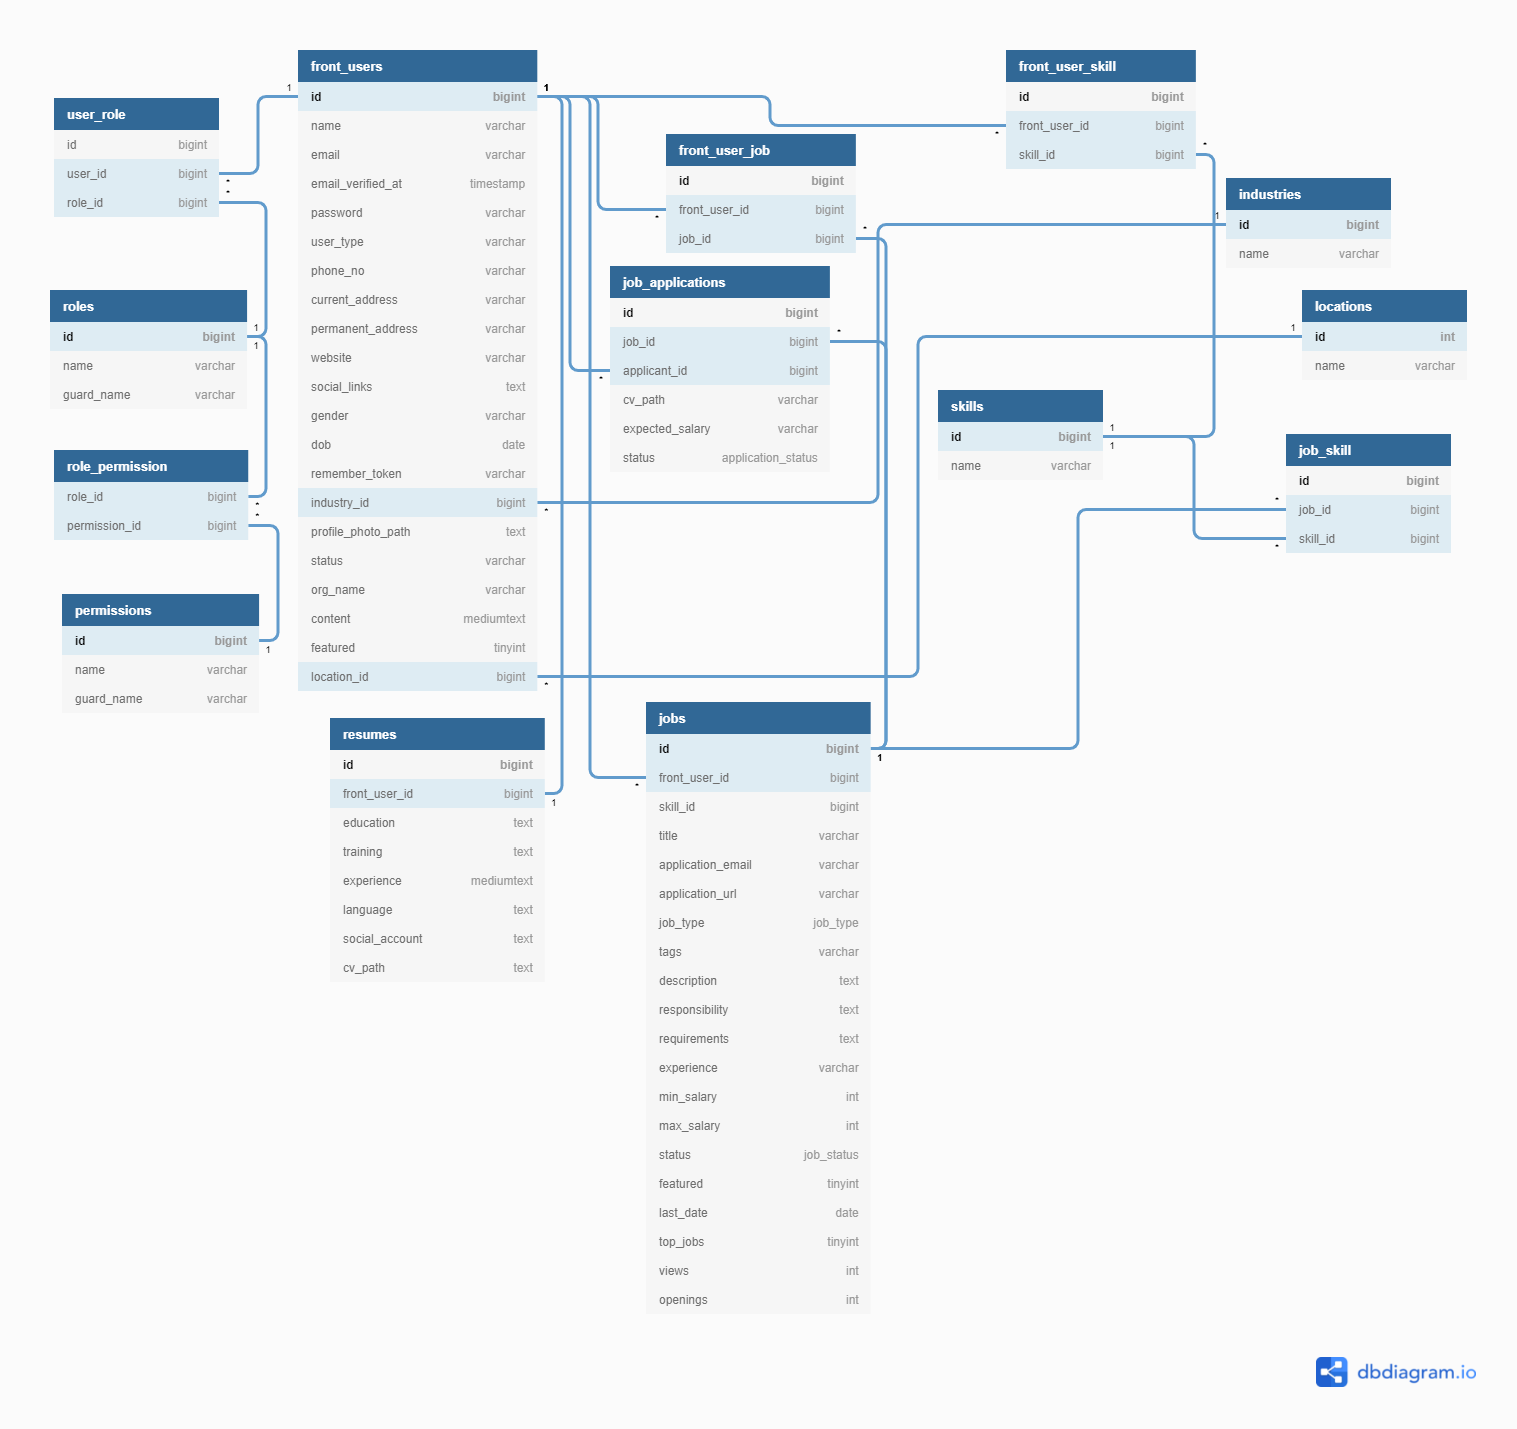 front_users
id bigint
name varchar
email varchar
email_verified_at timestamp
password varchar
user_type varchar
phone_no varchar
current_address varchar
permanent_address varchar
website varchar
social_links text
gender varchar
dob date
remember_token varchar
industry_id bigint
profile_photo_path text
status varchar
org_name varchar
content mediumtext
featured tinyint
location_id bigint
1
1
*
*
user_role
id bigint
user_id bigint
role_id bigint
*
*
roles
id bigint
name varchar
guard_name varchar
1
1
role_permission
role_id bigint
permission_id bigint
*
*
permissions
id bigint
name varchar
guard_name varchar
1
resumes
id bigint
front_user_id bigint
education text
training text
experience mediumtext
language text
social_account text
cv_path text
1
front_user_job
id bigint
front_user_id bigint
job_id bigint
*
*
job_applications
id bigint
job_id bigint
applicant_id bigint
cv_path varchar
expected_salary varchar
status application_status
*
*
jobs
id bigint
front_user_id bigint
skill_id bigint
title varchar
application_email varchar
application_url varchar
job_type job_type
tags varchar
description text
responsibility text
requirements text
experience varchar
min_salary int
max_salary int
status job_status
featured tinyint
last_date date
top_jobs tinyint
views int
openings int
1
*
front_user_skill
id bigint
front_user_id bigint
skill_id bigint
*
*
industries
id bigint
name varchar
1
locations
id int
name varchar
1
skills
id bigint
name varchar
1
1
job_skill
id bigint
job_id bigint
skill_id bigint
*
*
dbdiagram.io